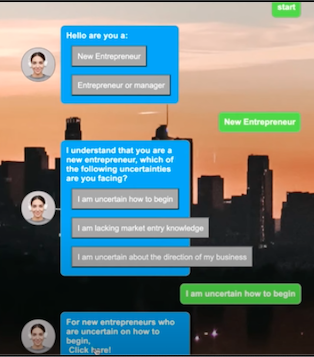 start
Hello are you a:
New Entrepreneur
Entrepreneur or manager
New Entrepreneur
I understand that you are a
new entrepreneur, which of
the following uncertainties
are you facing?
I am uncertain how to begin
I am lacking market entry knowledge
I am uncertain about the direction of my business
I am uncertain how to begin
For new entrepreneurs who
are uncertain on how to
begin,
Click here!